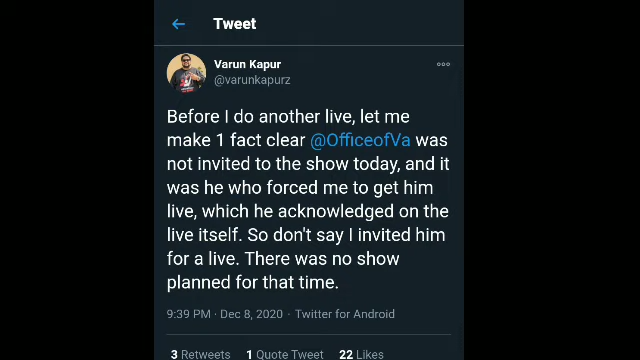 Tweet
Varun Kapur
@varunkapurz
Before I do another live, let me
make 1 fact clear @OfficeofVa was
not invited to the show today, and it
was he who forced me to get him
live, which he acknowledged on the
live itself. So don't say I invited him
for a live. There was no show
planned for that time.
9:39 PM · Dec 8, 2020 · Twitter for Android
3 Retweets 1 Quote Tweet 22 Likes